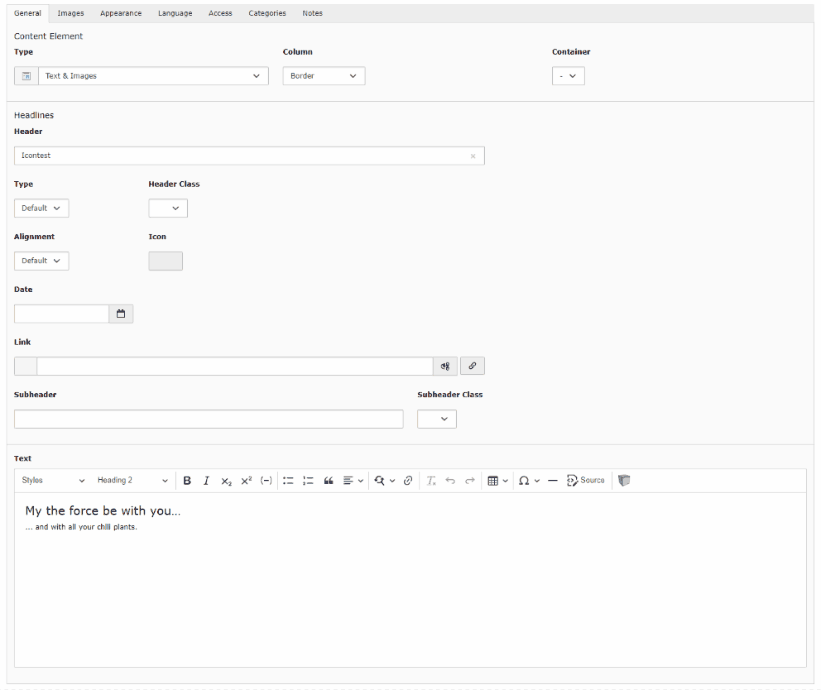 General Images Appearance Language Access Categories Notes
Content Element
Type Column Container
Text & Images Border -
Headlines
Header
Icontest
Type Header Class
Default
Alignment Icon
Default
Date
Link
Subheader Subheader Class
Text
Styles Heading 2 B I x₂ x² Ω Source
My the force be with you...
... and with all your chili plants.